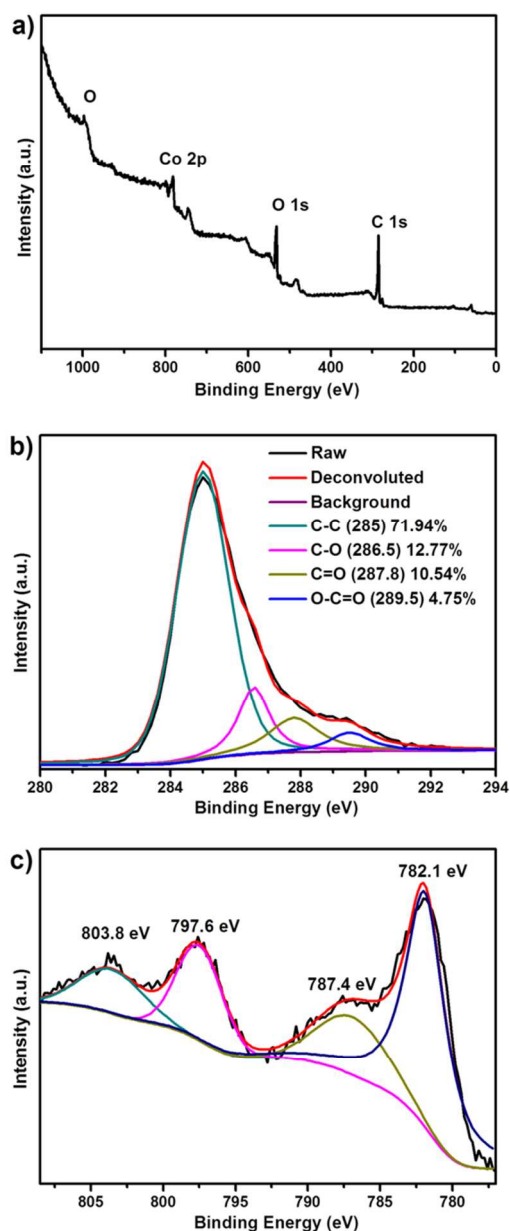 a)
O
Co 2p
O 1s
C 1s
Intensity (a.u.)
1000 800 600 400 200 0
Binding Energy (eV)
b)
Raw
Deconvoluted
Background
C-C (285) 71.94%
C-O (286.5) 12.77%
C=O (287.8) 10.54%
O-C=O (289.5) 4.75%
Intensity (a.u.)
280 282 284 286 288 290 292 294
Binding Energy (eV)
c)
782.1 eV
803.8 eV
797.6 eV
787.4 eV
Intensity (a.u.)
805 800 795 790 785 780
Binding Energy (eV)